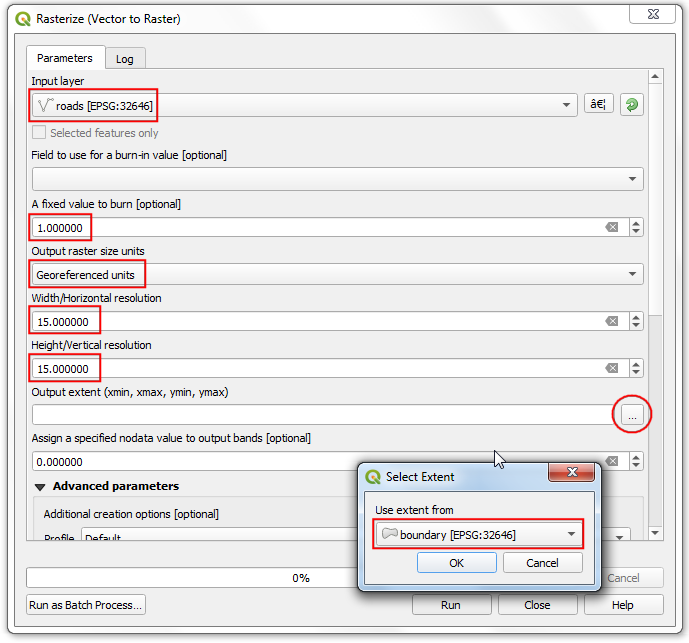 Rasterize (Vector to Raster)
Parameters
Log
Input layer
roads [EPSG:32646]
…
Selected features only
Field to use for a burn-in value [optional]
A fixed value to burn [optional]
1.000000
Output raster size units
Georeferenced units
Width/Horizontal resolution
15.000000
Height/Vertical resolution
15.000000
Output extent (xmin, xmax, ymin, ymax)
...
Assign a specified nodata value to output bands [optional]
0.000000
Advanced parameters
Additional creation options [optional]
Profile Default
Select Extent
Use extent from
boundary [EPSG:32646]
OK
Cancel
0%
Cancel
Run as Batch Process...
Run
Close
Help